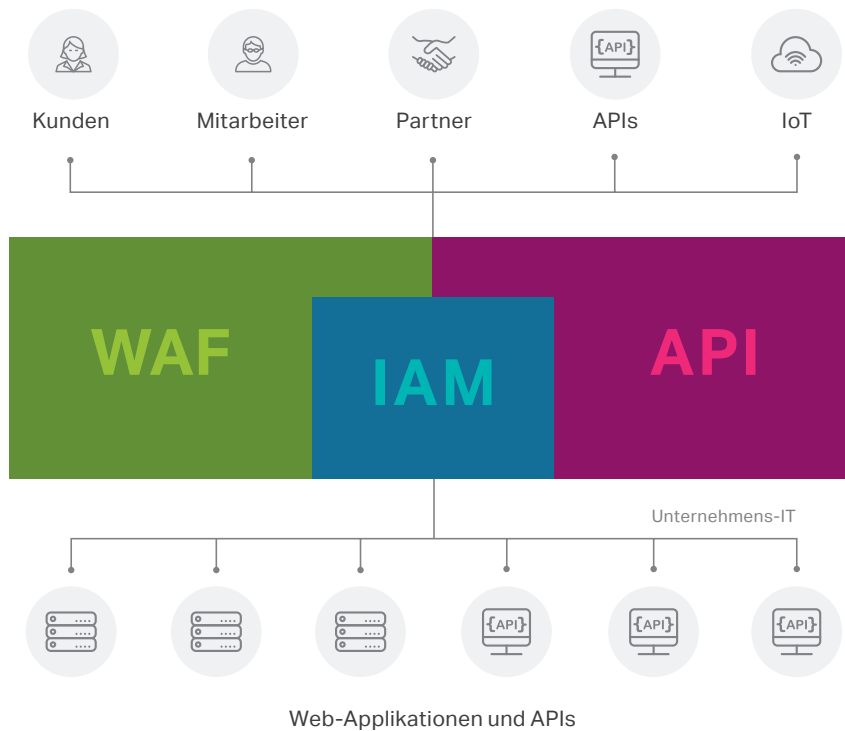 {API}
Kunden Mitarbeiter Partner APIs IoT
WAF IAM API
Unternehmens-IT
{API} {API} {API}
Web-Applikationen und APIs